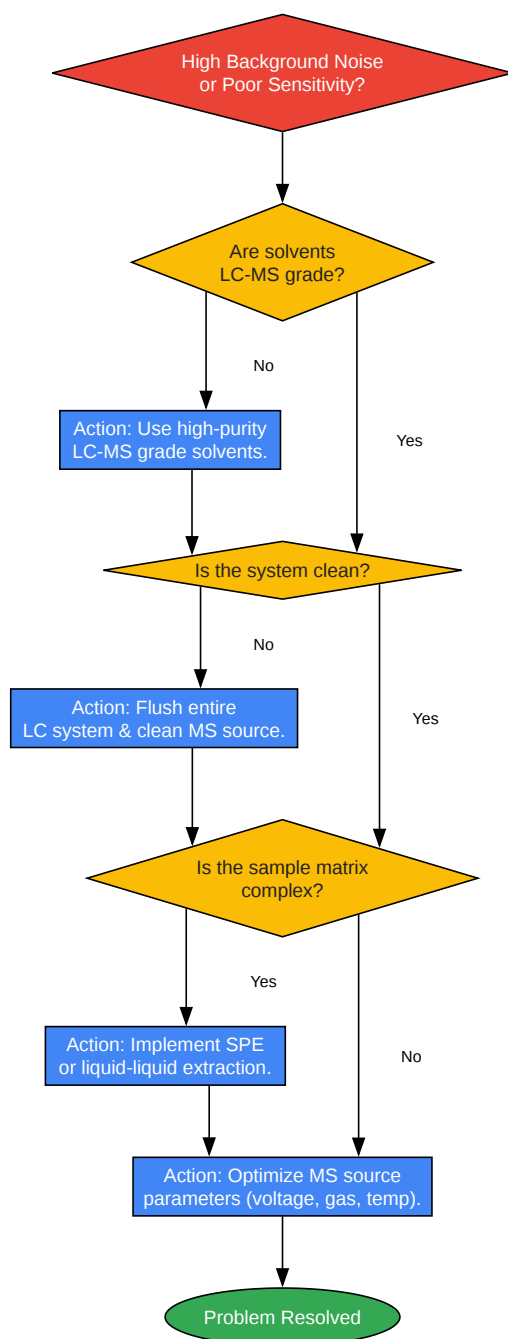 High Background Noise
or Poor Sensitivity?
Are solvents
LC-MS grade?
No
Action: Use high-purity
LC-MS grade solvents.
Yes
Is the system clean?
No
Action: Flush entire
LC system & clean MS source.
Yes
Is the sample matrix
complex?
Yes
Action: Implement SPE
or liquid-liquid extraction.
No
Action: Optimize MS source
parameters (voltage, gas, temp).
Problem Resolved